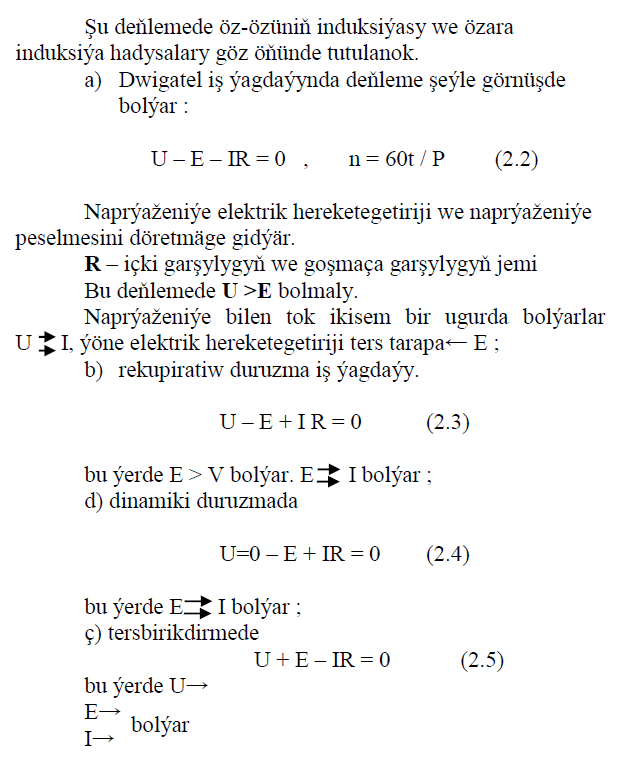 Şu deňlemede öz-özüniň induksiýasy we özara
induksiýa hadysalary göz öňünde tutulanok.
a) Dwigatel iş ýagdaýynda deňleme şeýle görnüşde
bolýar :
U – E – IR = 0 , n = 60t / P (2.2)
Naprýaženiýe elektrik hereketegetiriji we naprýaženiýe
peselmesini döretmäge gidýär.
R – içki garşylygyň we goşmaça garşylygyň jemi
Bu deňlemede U >E bolmaly.
Naprýaženiýe bilen tok ikisem bir ugurda bolýarlar
U ⇉ I, ýöne elektrik hereketegetiriji ters tarapa← E ;
b) rekupiratiw duruzma iş ýagdaýy.
U – E + I R = 0 (2.3)
bu ýerde E > V bolýar. E⇉ I bolýar ;
d) dinamiki duruzmada
U=0 – E + IR = 0 (2.4)
bu ýerde E⇉ I bolýar ;
ç) tersbirikdirmede
U + E – IR = 0 (2.5)
bu ýerde U→
E→
bolýar
I→